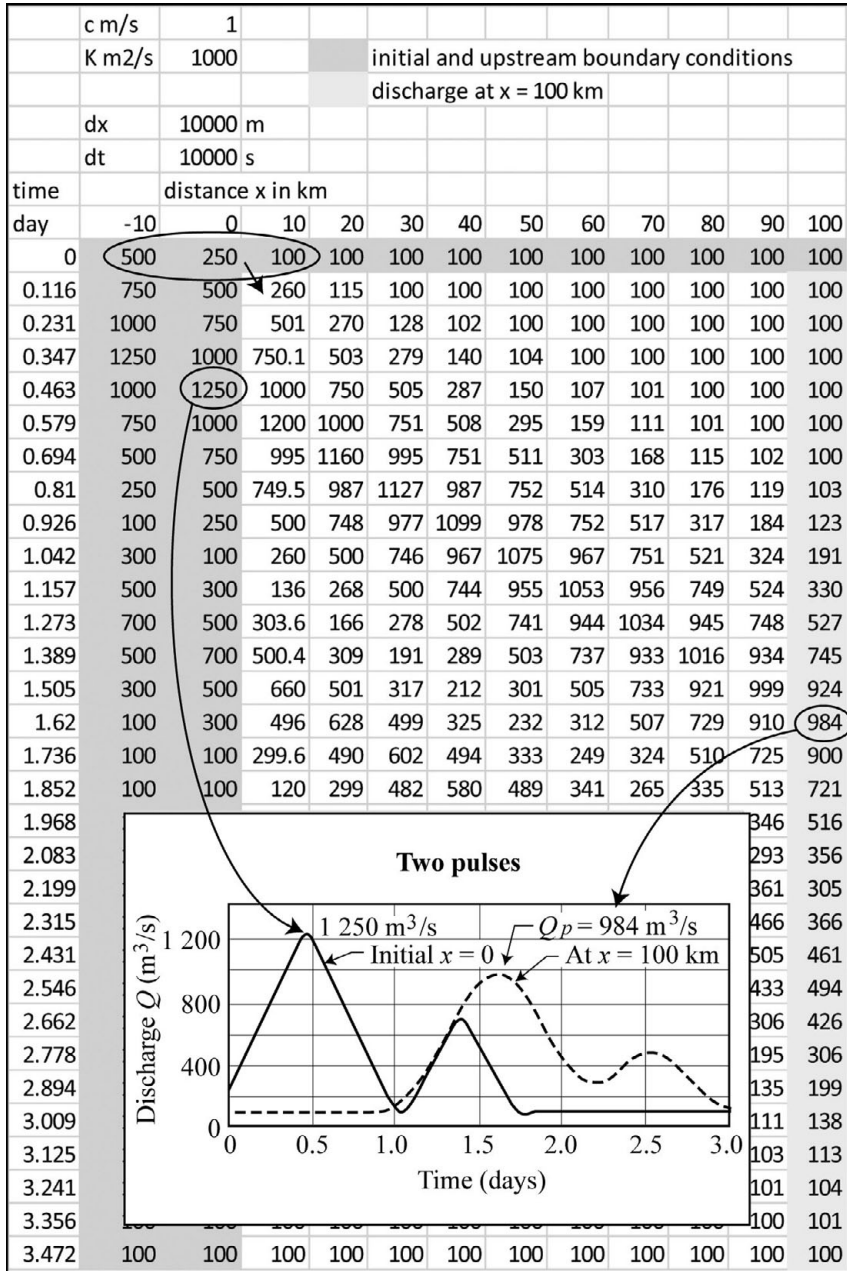 c m/s 1
K m2/s 1000 initial and upstream boundary conditions
discharge at x = 100 km
dx 10000 m
dt 10000 s
time distance x in km
day -10 0 10 20 30 40 50 60 70 80 90 100
0 500 250 100 100 100 100 100 100 100 100 100 100
0.116 750 500 260 115 100 100 100 100 100 100 100 100
0.231 1000 750 501 270 128 102 100 100 100 100 100 100
0.347 1250 1000 750.1 503 279 140 104 100 100 100 100 100
0.463 1000 1250 1000 750 505 287 150 107 101 100 100 100
0.579 750 1000 1200 1000 751 508 295 159 111 101 100 100
0.694 500 750 995 1160 995 751 511 303 168 115 102 100
0.81 250 500 749.5 987 1127 987 752 514 310 176 119 103
0.926 100 250 500 748 977 1099 978 752 517 317 184 123
1.042 300 100 260 500 746 967 1075 967 751 521 324 191
1.157 500 300 136 268 500 744 955 1053 956 749 524 330
1.273 700 500 303.6 166 278 502 741 944 1034 945 748 527
1.389 500 700 500.4 309 191 289 503 737 933 1016 934 745
1.505 300 500 660 501 317 212 301 505 733 921 999 924
1.62 100 300 496 628 499 325 232 312 507 729 910 984
1.736 100 100 299.6 490 602 494 333 249 324 510 725 900
1.852 100 100 120 299 482 580 489 341 265 335 513 721
1.968 346 516
2.083 293 356
2.199 361 305
2.315 466 366
2.431 505 461
2.546 433 494
2.662 306 426
2.778 195 306
2.894 135 199
3.009 111 138
3.125 103 113
3.241 101 104
3.356 100 101
3.472 100 100 100 100 100 100 100 100 100 100 100 100
Two pulses
Discharge Q (m³/s)
1 200
800
400
0
1 250 m³/s
Initial x = 0
Qp = 984 m³/s
At x = 100 km
0 0.5 1.0 1.5 2.0 2.5 3.0
Time (days)